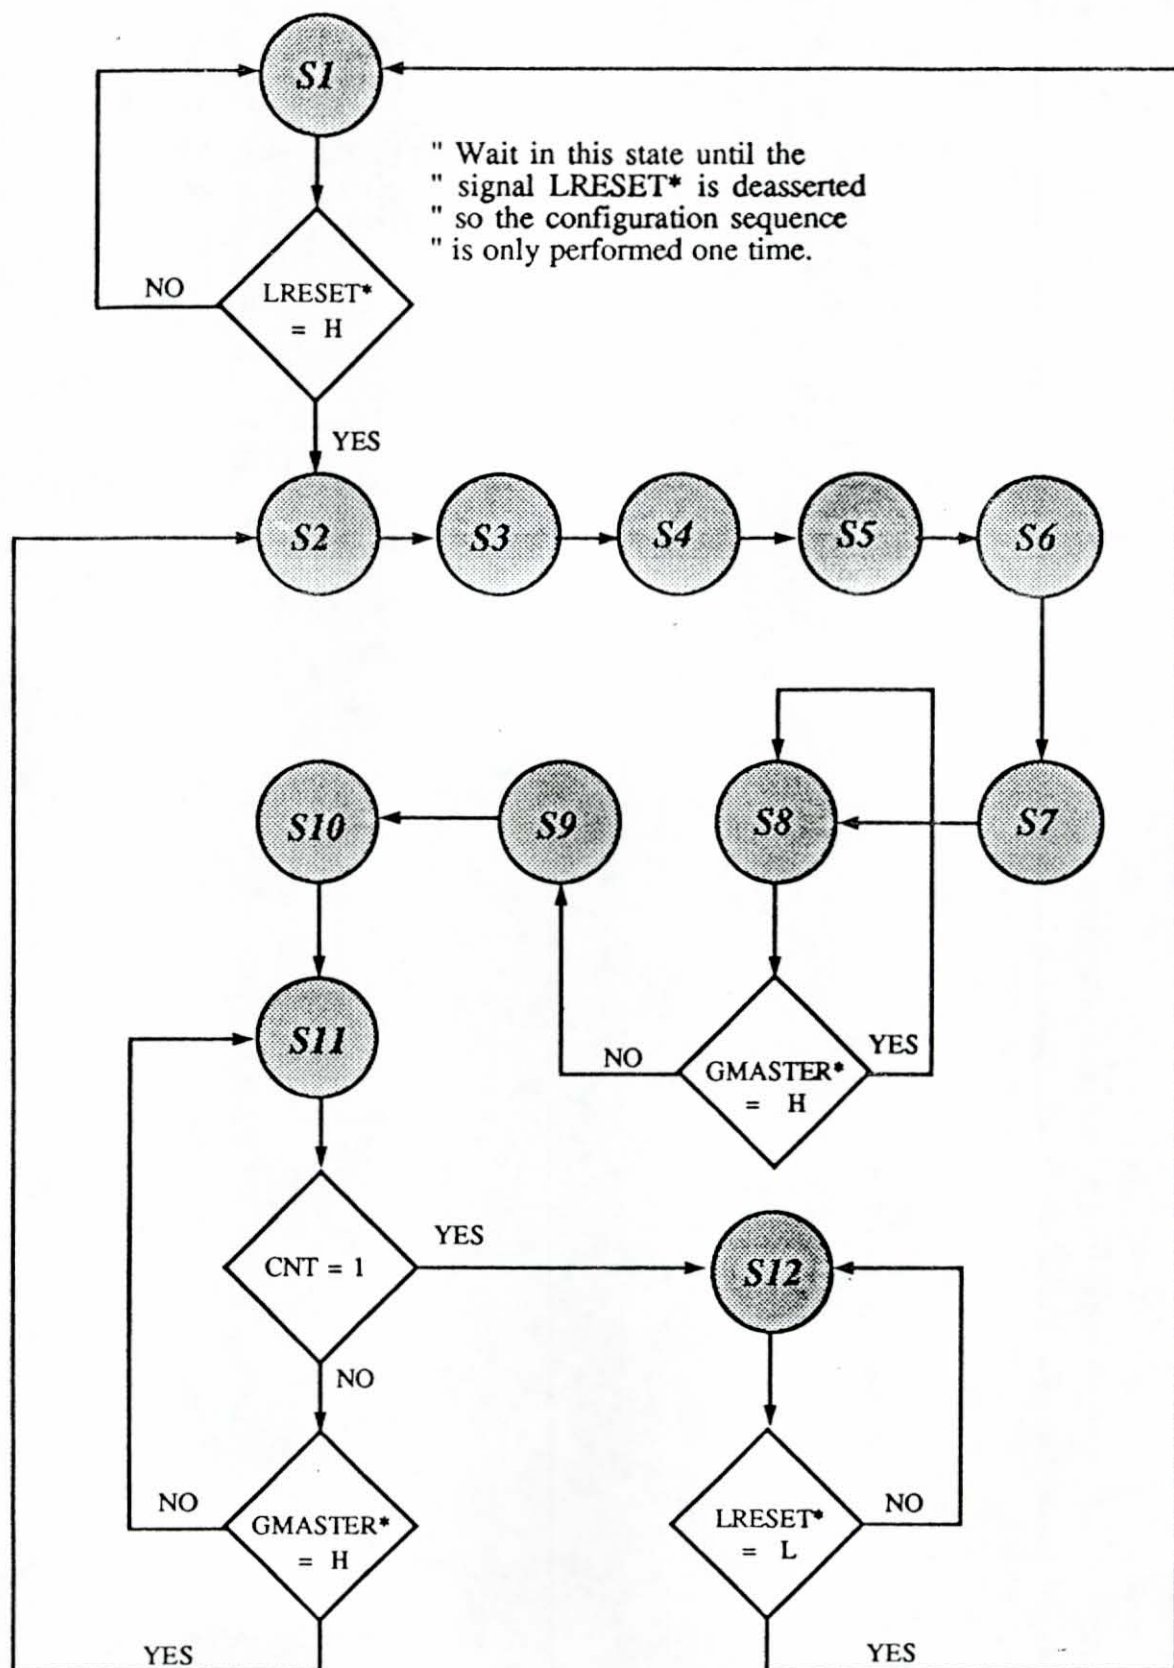 S1
" Wait in this state until the
" signal LRESET* is deasserted
" so the configuration sequence
" is only performed one time.
NO
LRESET*
= H
YES
S2
S3
S4
S5
S6
S10
S9
S8
S7
S11
NO
GMASTER*
= H
YES
CNT = 1
YES
S12
NO
NO
GMASTER*
= H
LRESET*
= L
NO
YES
YES